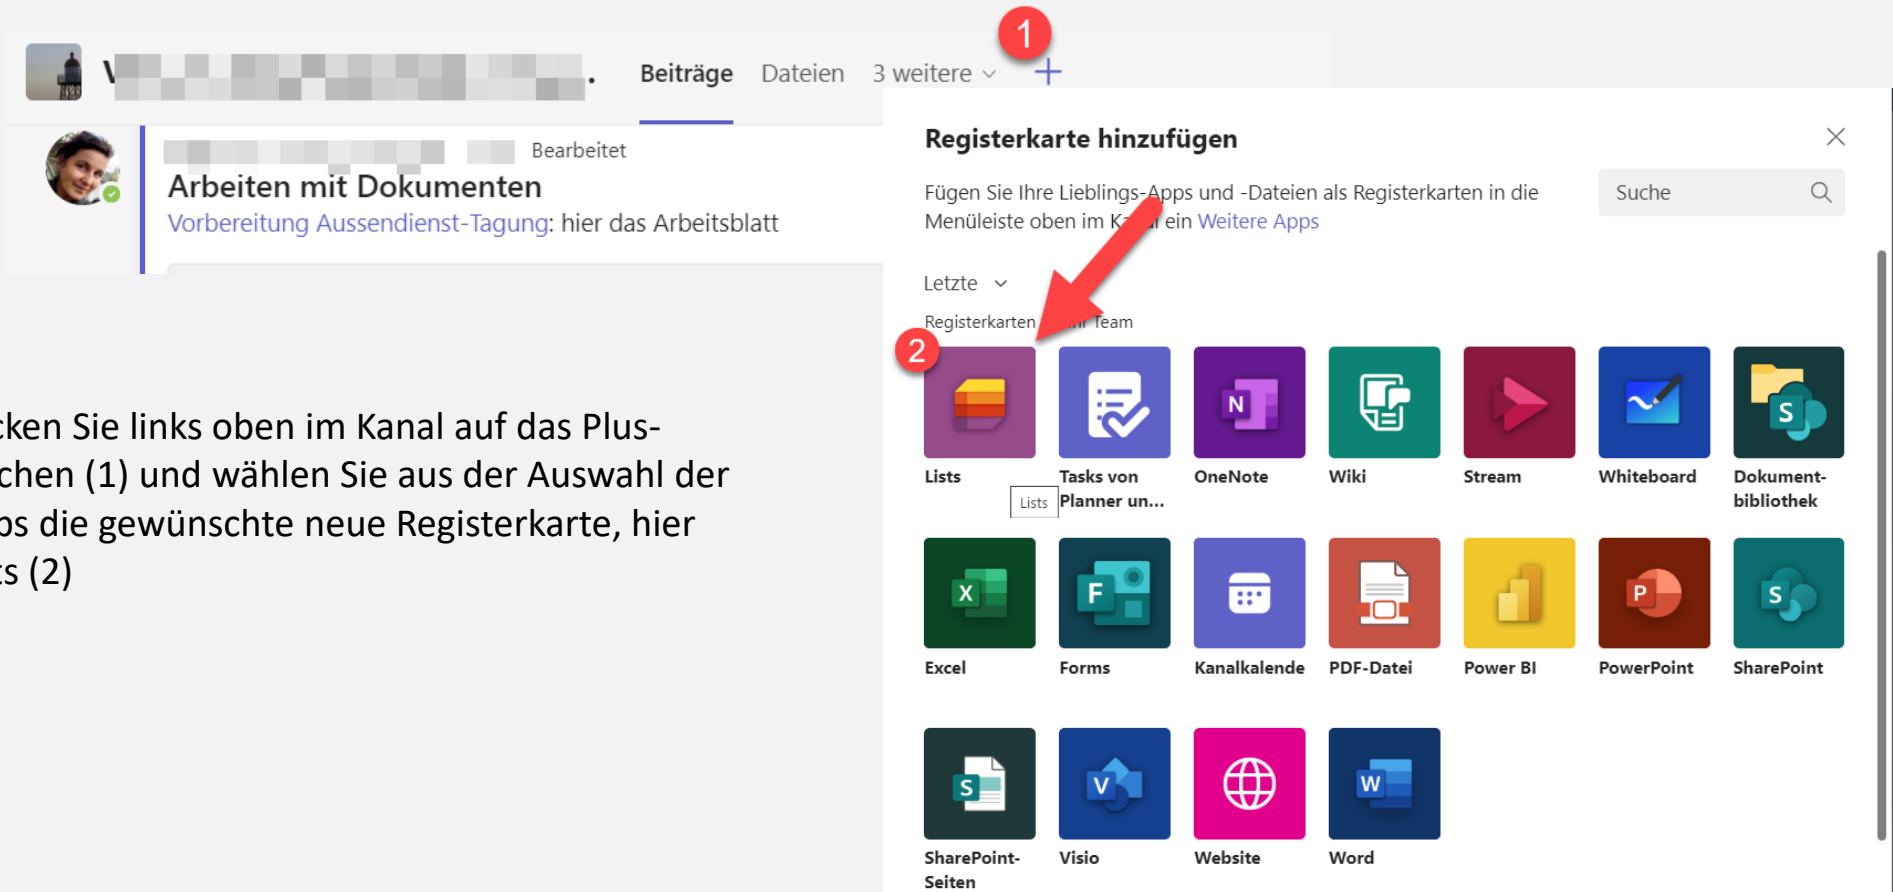 1
Beiträge Dateien 3 weitere
Bearbeitet
Arbeiten mit Dokumenten
Vorbereitung Aussendienst-Tagung: hier das Arbeitsblatt
cken Sie links oben im Kanal auf das Plus-
chen (1) und wählen Sie aus der Auswahl der
ps die gewünschte neue Registerkarte, hier
ts (2)
Registerkarte hinzufügen
Suche
Fügen Sie Ihre Lieblings-Apps und -Dateien als Registerkarten in die
Menüleiste oben im ein Weitere Apps
Letzte
Registerkarten Team
2
Lists
Tasks von
Planner un...
OneNote
Wiki
Stream
Whiteboard
Dokument-
bibliothek
Lists
N
S
X
F
P
S
Excel
Forms
Kanalkalende
PDF-Datei
Power BI
PowerPoint
SharePoint
S
V
W
SharePoint-
Seiten
Visio
Website
Word